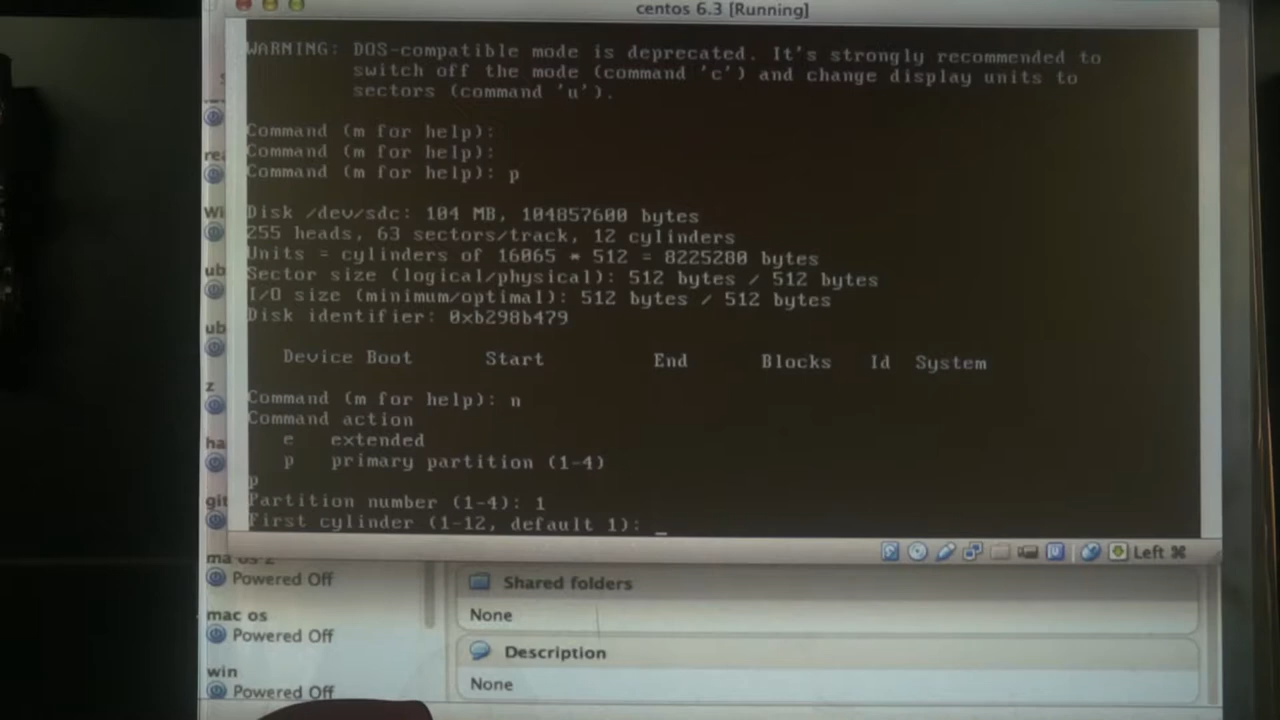 centos 6.3 [Running]
WARNING: DOS-compatible mode is deprecated. It's strongly recommended to
switch off the mode (command 'c') and change display units to
sectors (command 'u').
Command (m for help):
Command (m for help):
Command (m for help): p
Disk /dev/sdc: 104 MB, 104857600 bytes
255 heads, 63 sectors/track, 12 cylinders
Units = cylinders of 16065 * 512 = 8225280 bytes
Sector size (logical/physical): 512 bytes / 512 bytes
I/O size (minimum/optimal): 512 bytes / 512 bytes
Disk identifier: 0xb298b479
Device Boot Start End Blocks Id System
Command (m for help): n
Command action
e extended
p primary partition (1-4)
p
Partition number (1-4): 1
First cylinder (1-12, default 1): _
Left ⌘
rea
Wi
ub
ub
z
ha
git
Powered Off
mac os
Powered Off
win
Powered Off
Shared folders
None
Description
None